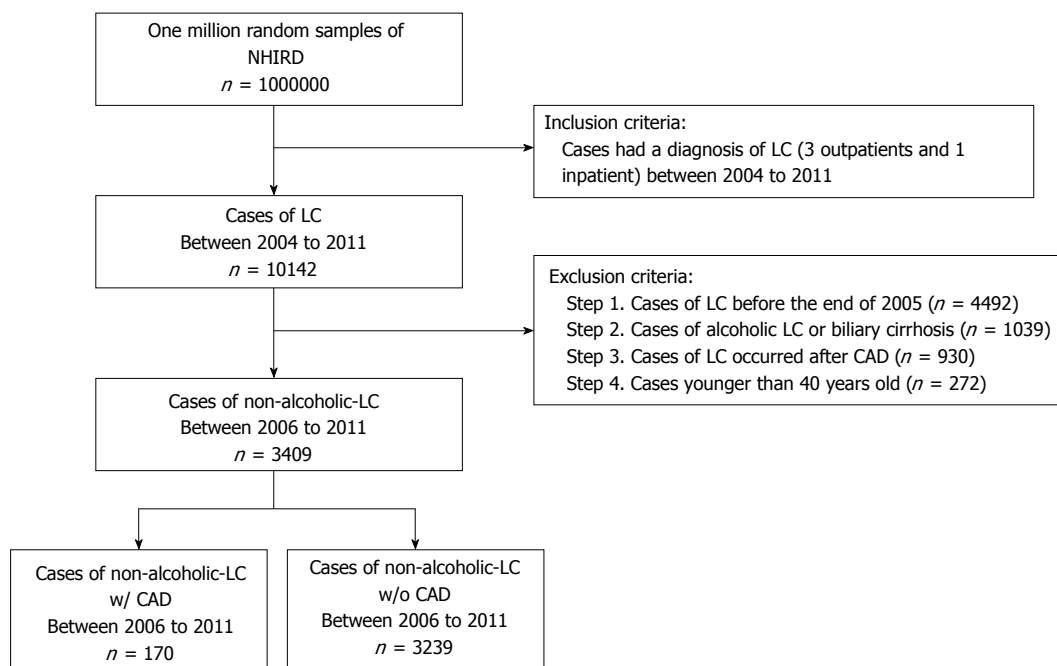 One million random samples of
NHIRD
n = 1000000
Inclusion criteria:
Cases had a diagnosis of LC (3 outpatients and 1
inpatient) between 2004 to 2011
Cases of LC
Between 2004 to 2011
n = 10142
Exclusion criteria:
Step 1. Cases of LC before the end of 2005 (n = 4492)
Step 2. Cases of alcoholic LC or biliary cirrhosis (n = 1039)
Step 3. Cases of LC occurred after CAD (n = 930)
Step 4. Cases younger than 40 years old (n = 272)
Cases of non-alcoholic-LC
Between 2006 to 2011
n = 3409
Cases of non-alcoholic-LC
w/ CAD
Between 2006 to 2011
n = 170
Cases of non-alcoholic-LC
w/o CAD
Between 2006 to 2011
n = 3239